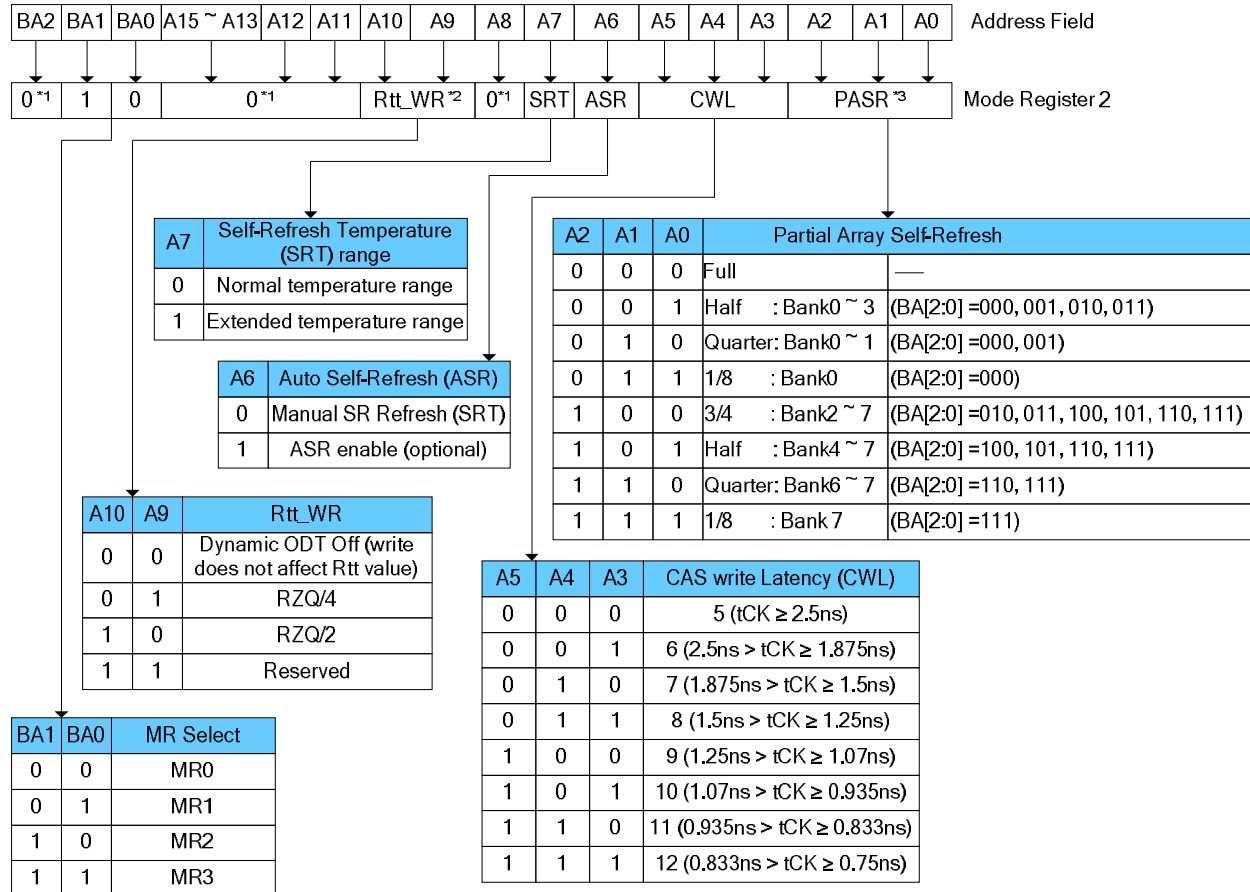 BA2 BA1 BA0 A15 ~ A13 A12 A11 A10 A9 A8 A7 A6 A5 A4 A3 A2 A1 A0 Address Field
0*1 1 0 0*1 Rtt_WR*2 0*1 SRT ASR CWL PASR*3 Mode Register 2
A7 Self-Refresh Temperature (SRT) range
0 Normal temperature range
1 Extended temperature range
A6 Auto Self-Refresh (ASR)
0 Manual SR Refresh (SRT)
1 ASR enable (optional)
A10 A9 Rtt_WR
0 0 Dynamic ODT Off (write does not affect Rtt value)
0 1 RZQ/4
1 0 RZQ/2
1 1 Reserved
BA1 BA0 MR Select
0 0 MR0
0 1 MR1
1 0 MR2
1 1 MR3
A2 A1 A0 Partial Array Self-Refresh
0 0 0 Full —
0 0 1 Half : Bank0 ~ 3 (BA[2:0] =000, 001, 010, 011)
0 1 0 Quarter: Bank0 ~ 1 (BA[2:0] =000, 001)
0 1 1 1/8 : Bank0 (BA[2:0] =000)
1 0 0 3/4 : Bank2 ~ 7 (BA[2:0] =010, 011, 100, 101, 110, 111)
1 0 1 Half : Bank4 ~ 7 (BA[2:0] =100, 101, 110, 111)
1 1 0 Quarter: Bank6 ~ 7 (BA[2:0] =110, 111)
1 1 1 1/8 : Bank 7 (BA[2:0] =111)
A5 A4 A3 CAS write Latency (CWL)
0 0 0 5 (tCK ≥ 2.5ns)
0 0 1 6 (2.5ns > tCK ≥ 1.875ns)
0 1 0 7 (1.875ns > tCK ≥ 1.5ns)
0 1 1 8 (1.5ns > tCK ≥ 1.25ns)
1 0 0 9 (1.25ns > tCK ≥ 1.07ns)
1 0 1 10 (1.07ns > tCK ≥ 0.935ns)
1 1 0 11 (0.935ns > tCK ≥ 0.833ns)
1 1 1 12 (0.833ns > tCK ≥ 0.75ns)